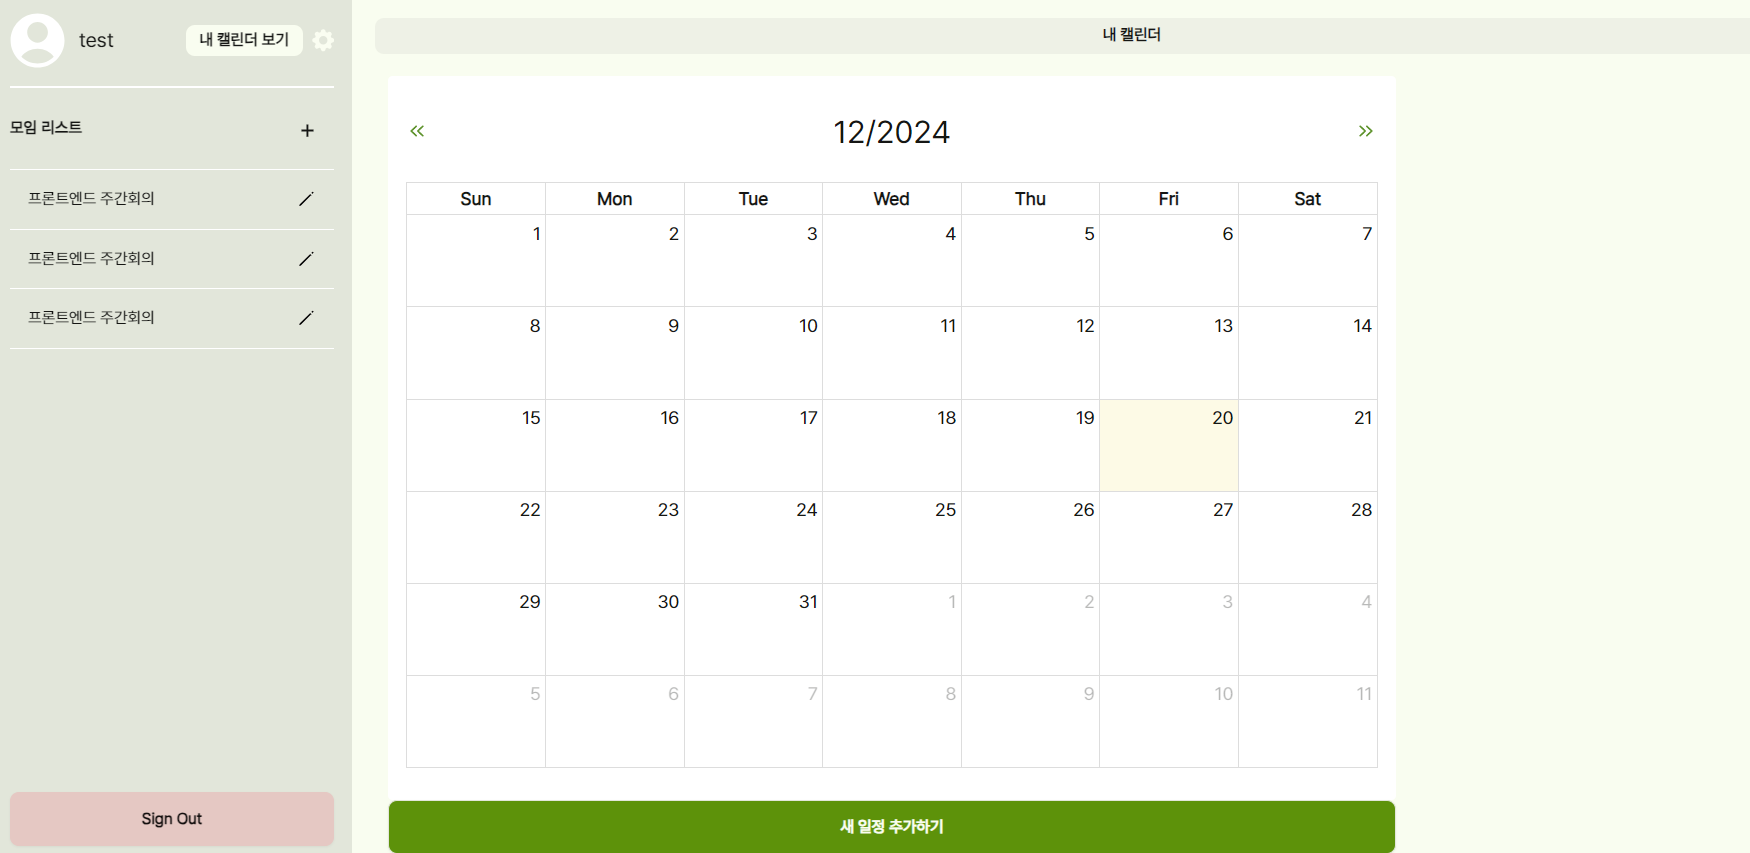 test
내 캘린더 보기
모임 리스트
+
프론트엔드 주간회의
프론트엔드 주간회의
프론트엔드 주간회의
Sign Out
내 캘린더
«
12/2024
»
Sun Mon Tue Wed Thu Fri Sat
1 2 3 4 5 6 7
8 9 10 11 12 13 14
15 16 17 18 19 20 21
22 23 24 25 26 27 28
29 30 31 1 2 3 4
5 6 7 8 9 10 11
새 일정 추가하기